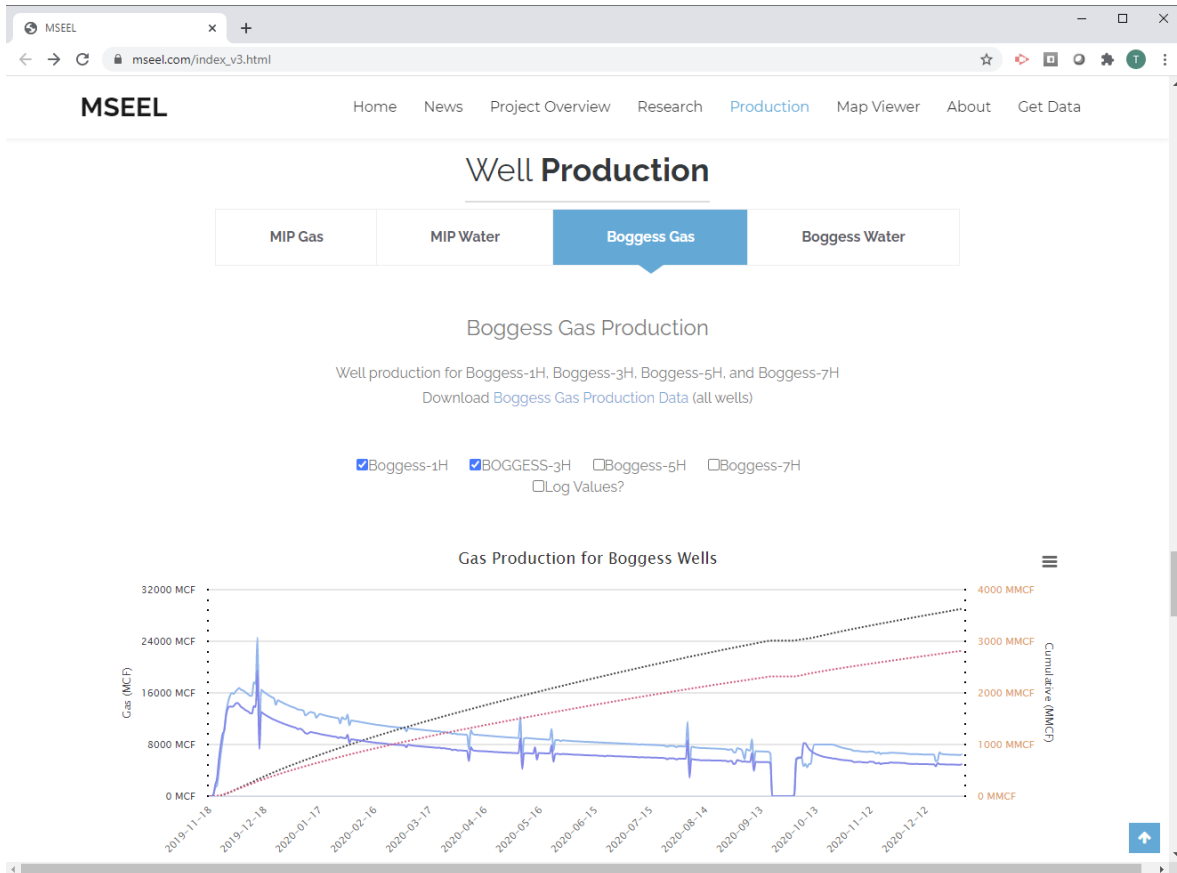 MSEEL
mseel.com/index_v3.html
T
MSEEL Home News Project Overview Research Production Map Viewer About Get Data
Well Production
MIP Gas MIP Water Boggess Gas Boggess Water
Boggess Gas Production
Well production for Boggess-1H, Boggess-3H, Boggess-5H, and Boggess-7H
Download Boggess Gas Production Data (all wells)
Boggess-1H BOGGESS-3H Boggess-5H Boggess-7H
Log Values?
Gas Production for Boggess Wells
32000 MCF 4000 MMCF
24000 MCF 3000 MMCF
16000 MCF 2000 MMCF
8000 MCF 1000 MMCF
0 MCF 0 MMCF
Gas (MCF)
Cumulative (MMCF)
2019-11-18 2019-12-18 2020-01-17 2020-02-16 2020-03-17 2020-04-16 2020-05-16 2020-06-15 2020-07-15 2020-08-14 2020-09-13 2020-10-13 2020-11-12 2020-12-12